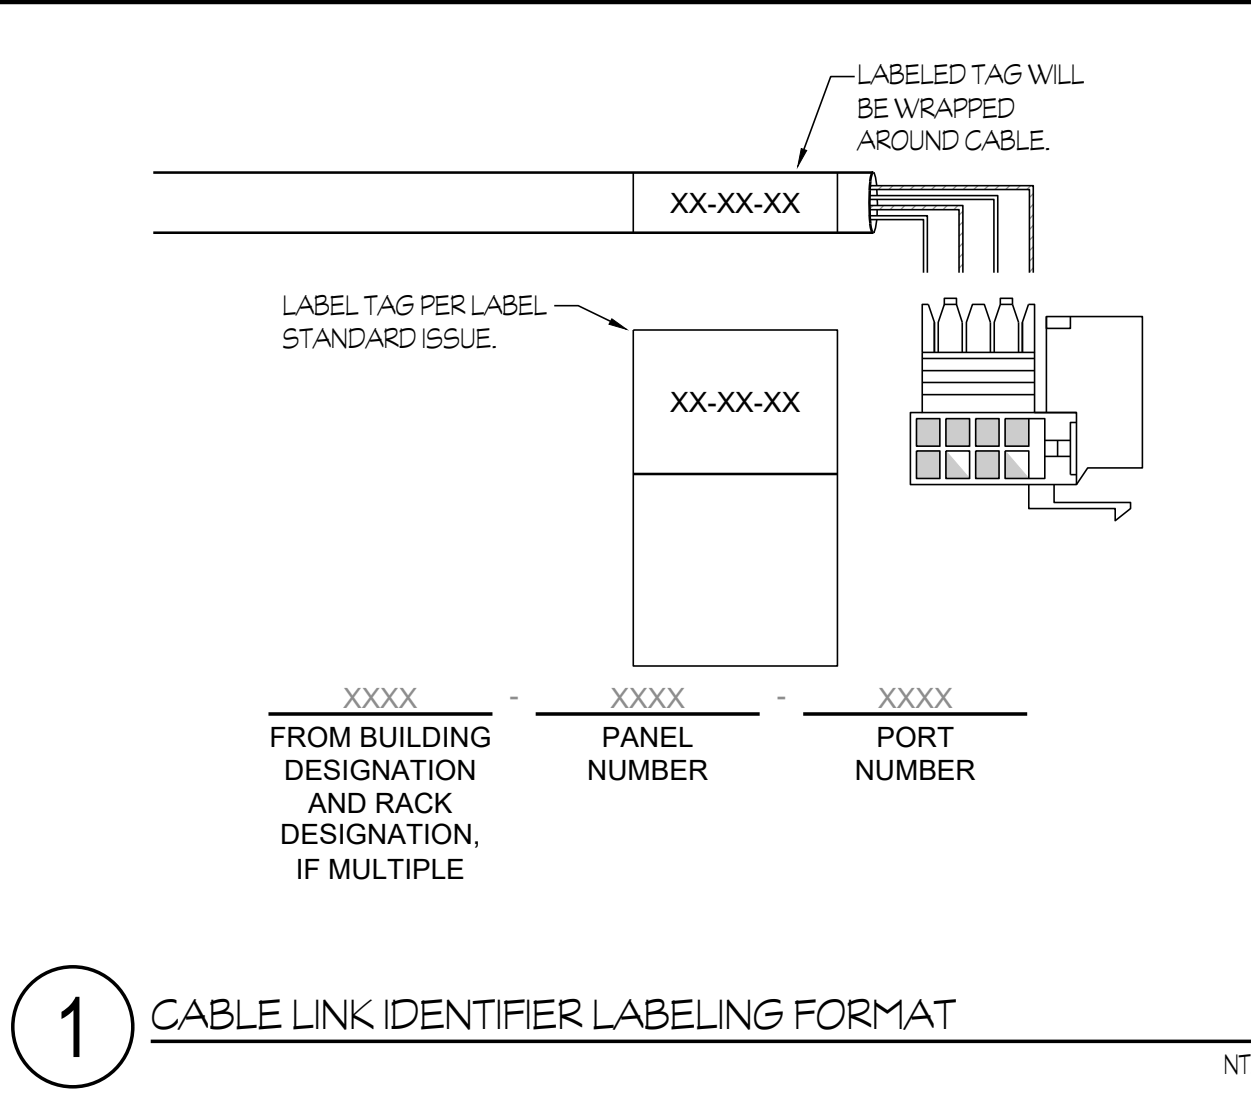 LABELED TAG WILL
BE WRAPPED
AROUND CABLE.
XX-XX-XX
LABEL TAG PER LABEL
STANDARD ISSUE.
XX-XX-XX
XXXX - XXXX - XXXX
FROM BUILDING
DESIGNATION
AND RACK
DESIGNATION,
IF MULTIPLE
PANEL
NUMBER
PORT
NUMBER
1
CABLE LINK IDENTIFIER LABELING FORMAT
NT